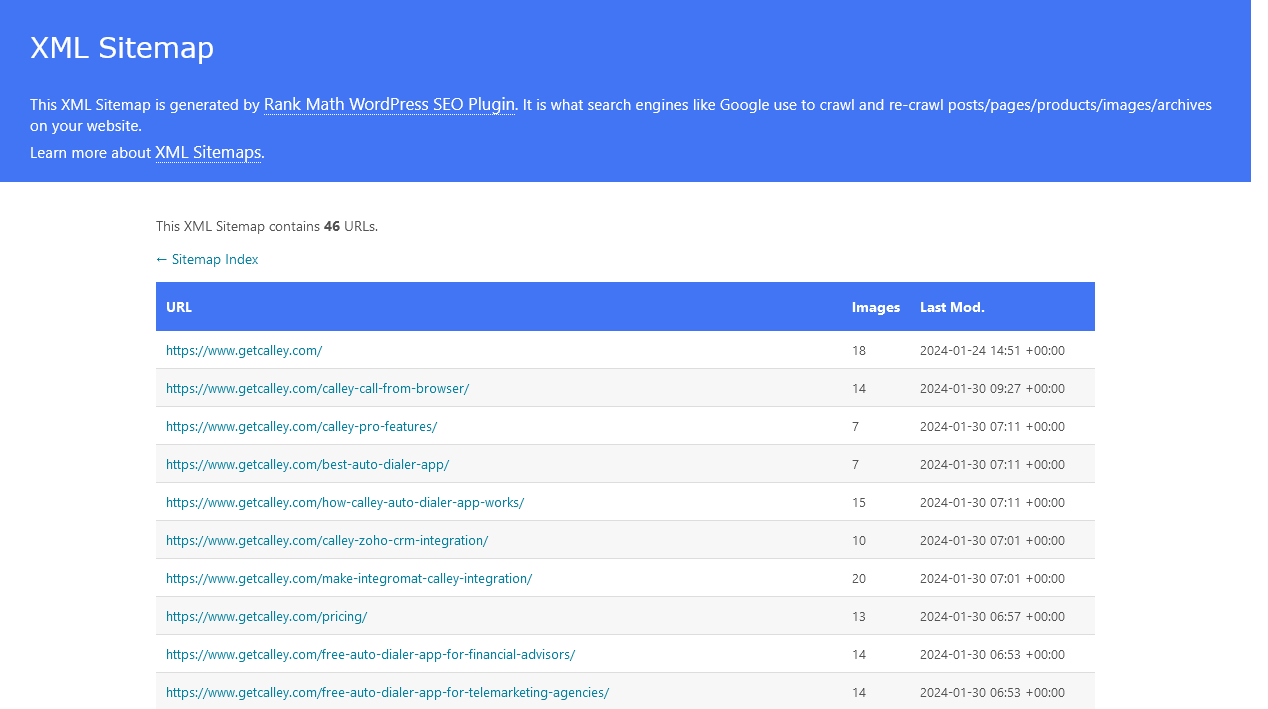 XML Sitemap
This XML Sitemap is generated by Rank Math WordPress SEO Plugin. It is what search engines like Google use to crawl and re-crawl posts/pages/products/images/archives
on your website.
Learn more about XML Sitemaps.
This XML Sitemap contains 46 URLs.
← Sitemap Index
URL Images Last Mod.
https://www.getcalley.com/ 18 2024-01-24 14:51 +00:00
https://www.getcalley.com/calley-call-from-browser/ 14 2024-01-30 09:27 +00:00
https://www.getcalley.com/calley-pro-features/ 7 2024-01-30 07:11 +00:00
https://www.getcalley.com/best-auto-dialer-app/ 7 2024-01-30 07:11 +00:00
https://www.getcalley.com/how-calley-auto-dialer-app-works/ 15 2024-01-30 07:11 +00:00
https://www.getcalley.com/calley-zoho-crm-integration/ 10 2024-01-30 07:01 +00:00
https://www.getcalley.com/make-integromat-calley-integration/ 20 2024-01-30 07:01 +00:00
https://www.getcalley.com/pricing/ 13 2024-01-30 06:57 +00:00
https://www.getcalley.com/free-auto-dialer-app-for-financial-advisors/ 14 2024-01-30 06:53 +00:00
https://www.getcalley.com/free-auto-dialer-app-for-telemarketing-agencies/ 14 2024-01-30 06:53 +00:00